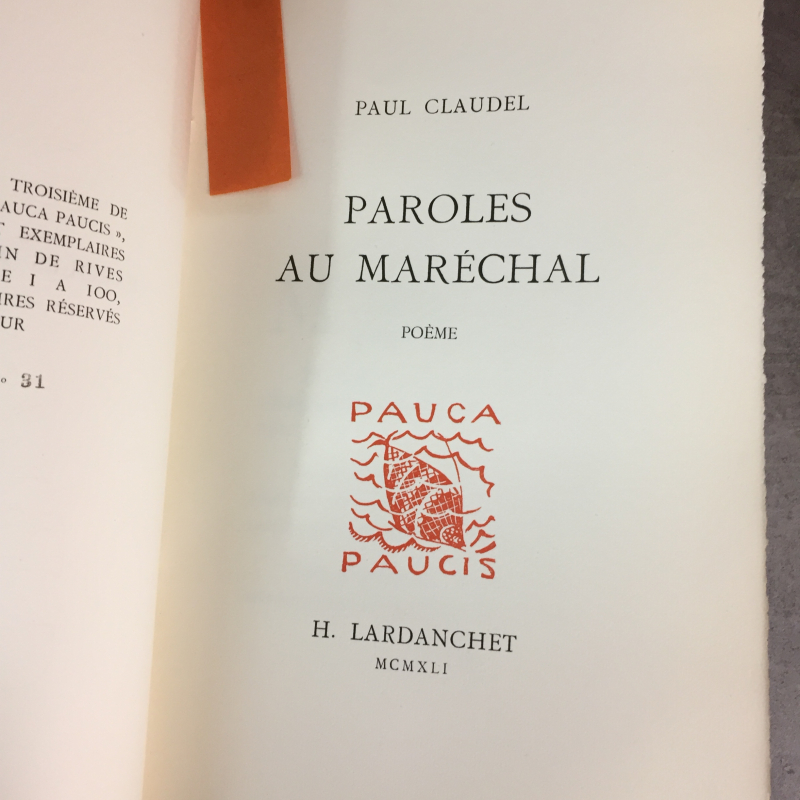 TROISIÈME DE
AUCA PAUCIS »,
EXEMPLAIRES
IN DE RIVES
E I A 100,
IRES RÉSERVÉS
UR
º 31
PAUL CLAUDEL
PAROLES
AU MARÉCHAL
POÈME
PAUCA
PAUCIS
H. LARDANCHET
MCMXLI